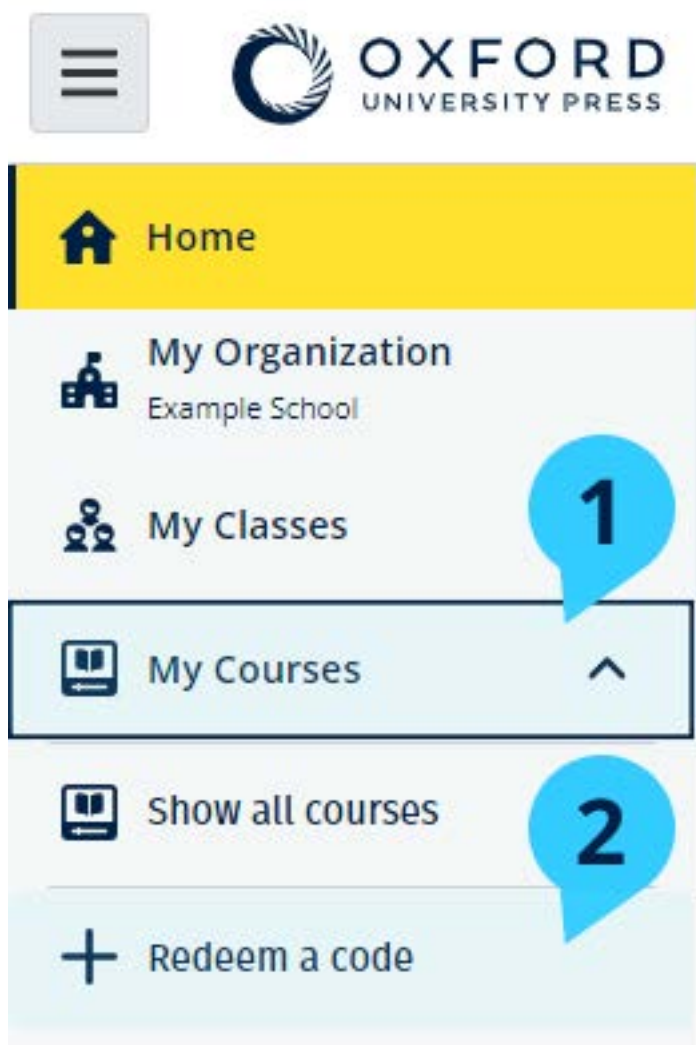 OXFORD
UNIVERSITY PRESS
Home
My Organization
Example School
My Classes
1
My Courses
Show all courses
2
Redeem a code